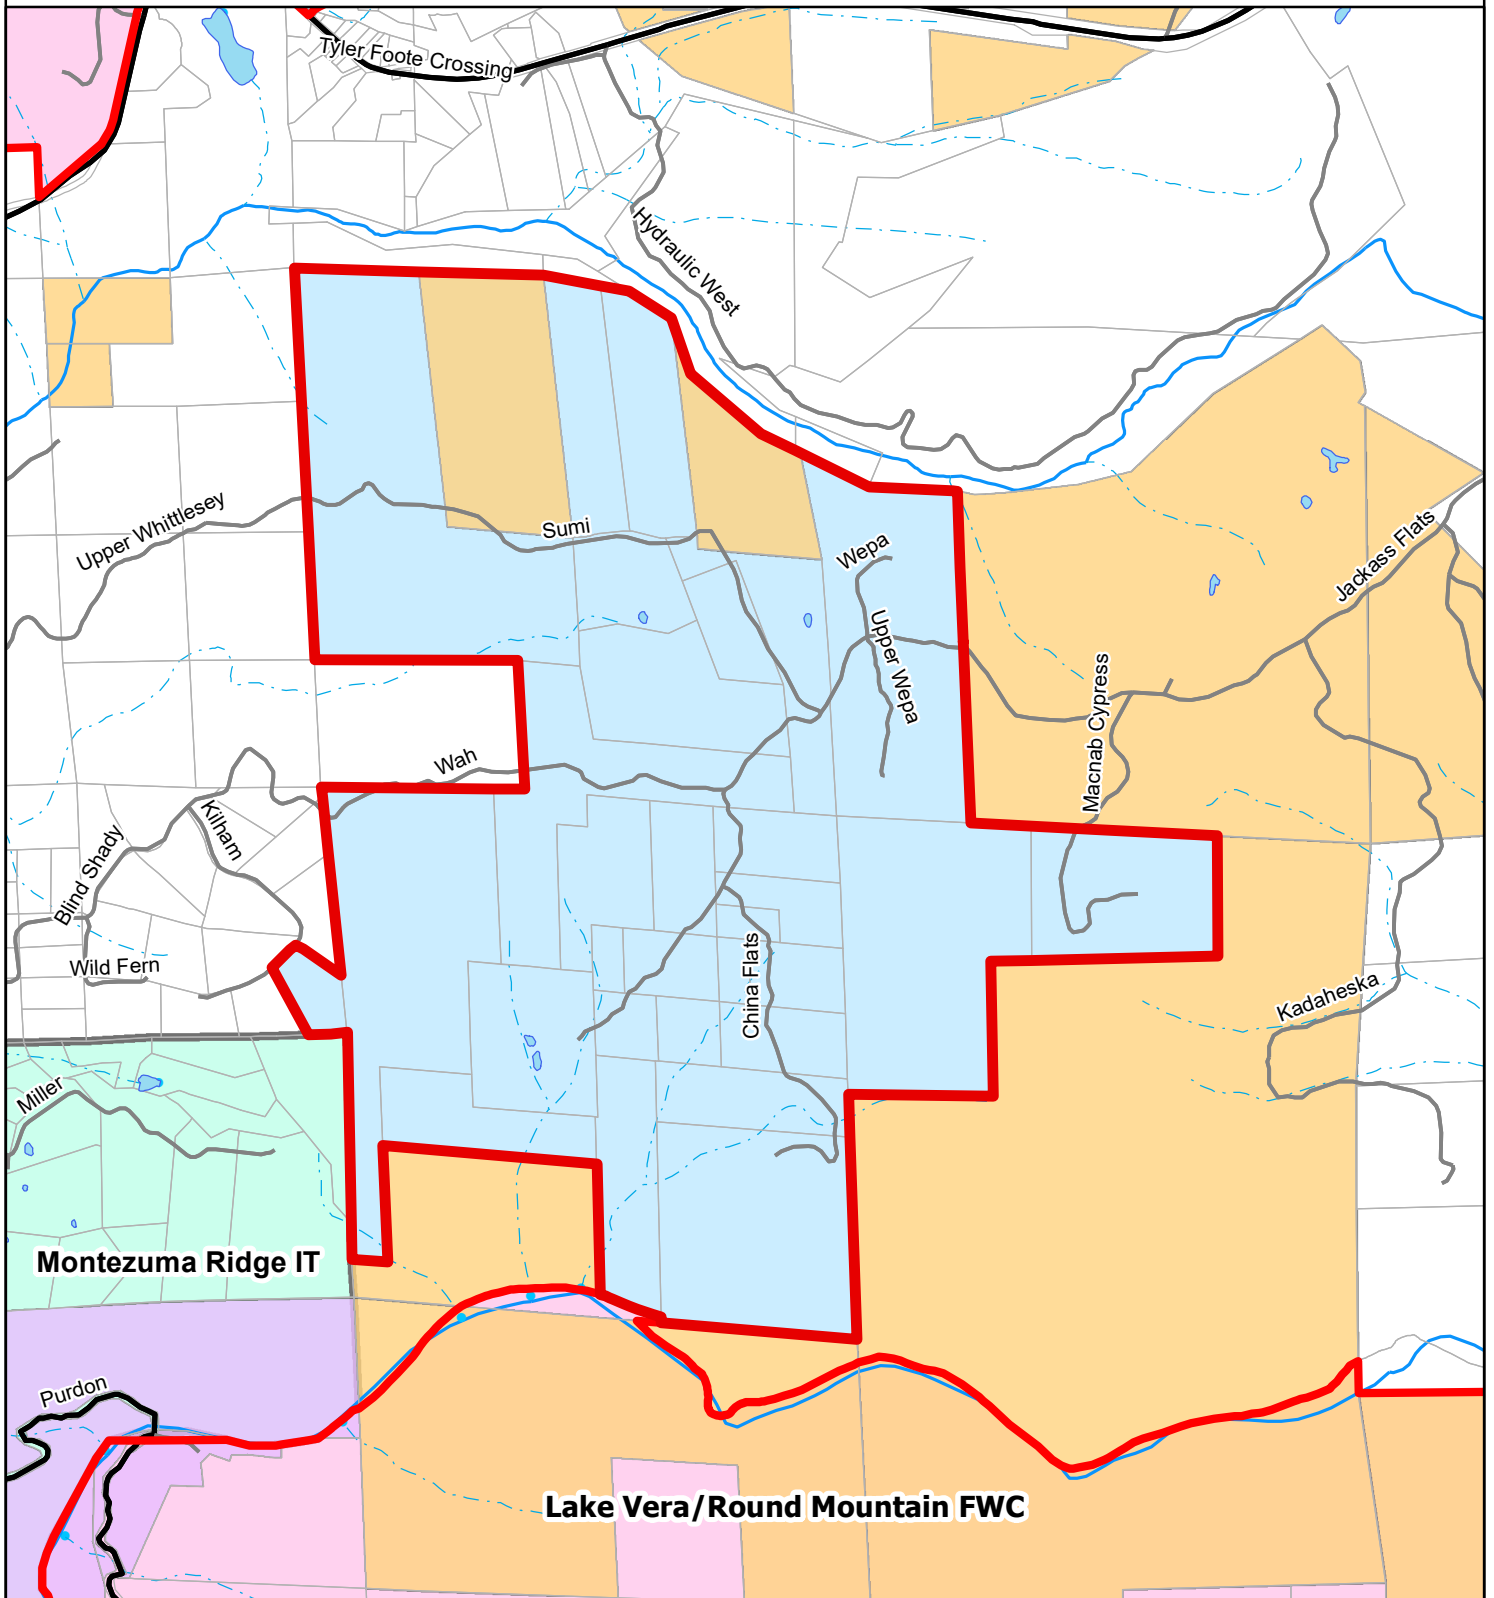 Tyler Foote Crossing
Hydraulic West
Upper Whittlesey
Sumi
Wepa
Jackass Flats
Upper Wepa
Macnab Cypress
Wah
Kilham
Blind Shady
Wild Fern
China Flats
Kadaheska
Miller
Montezuma Ridge IT
Purdon
Lake Vera/Round Mountain FWC